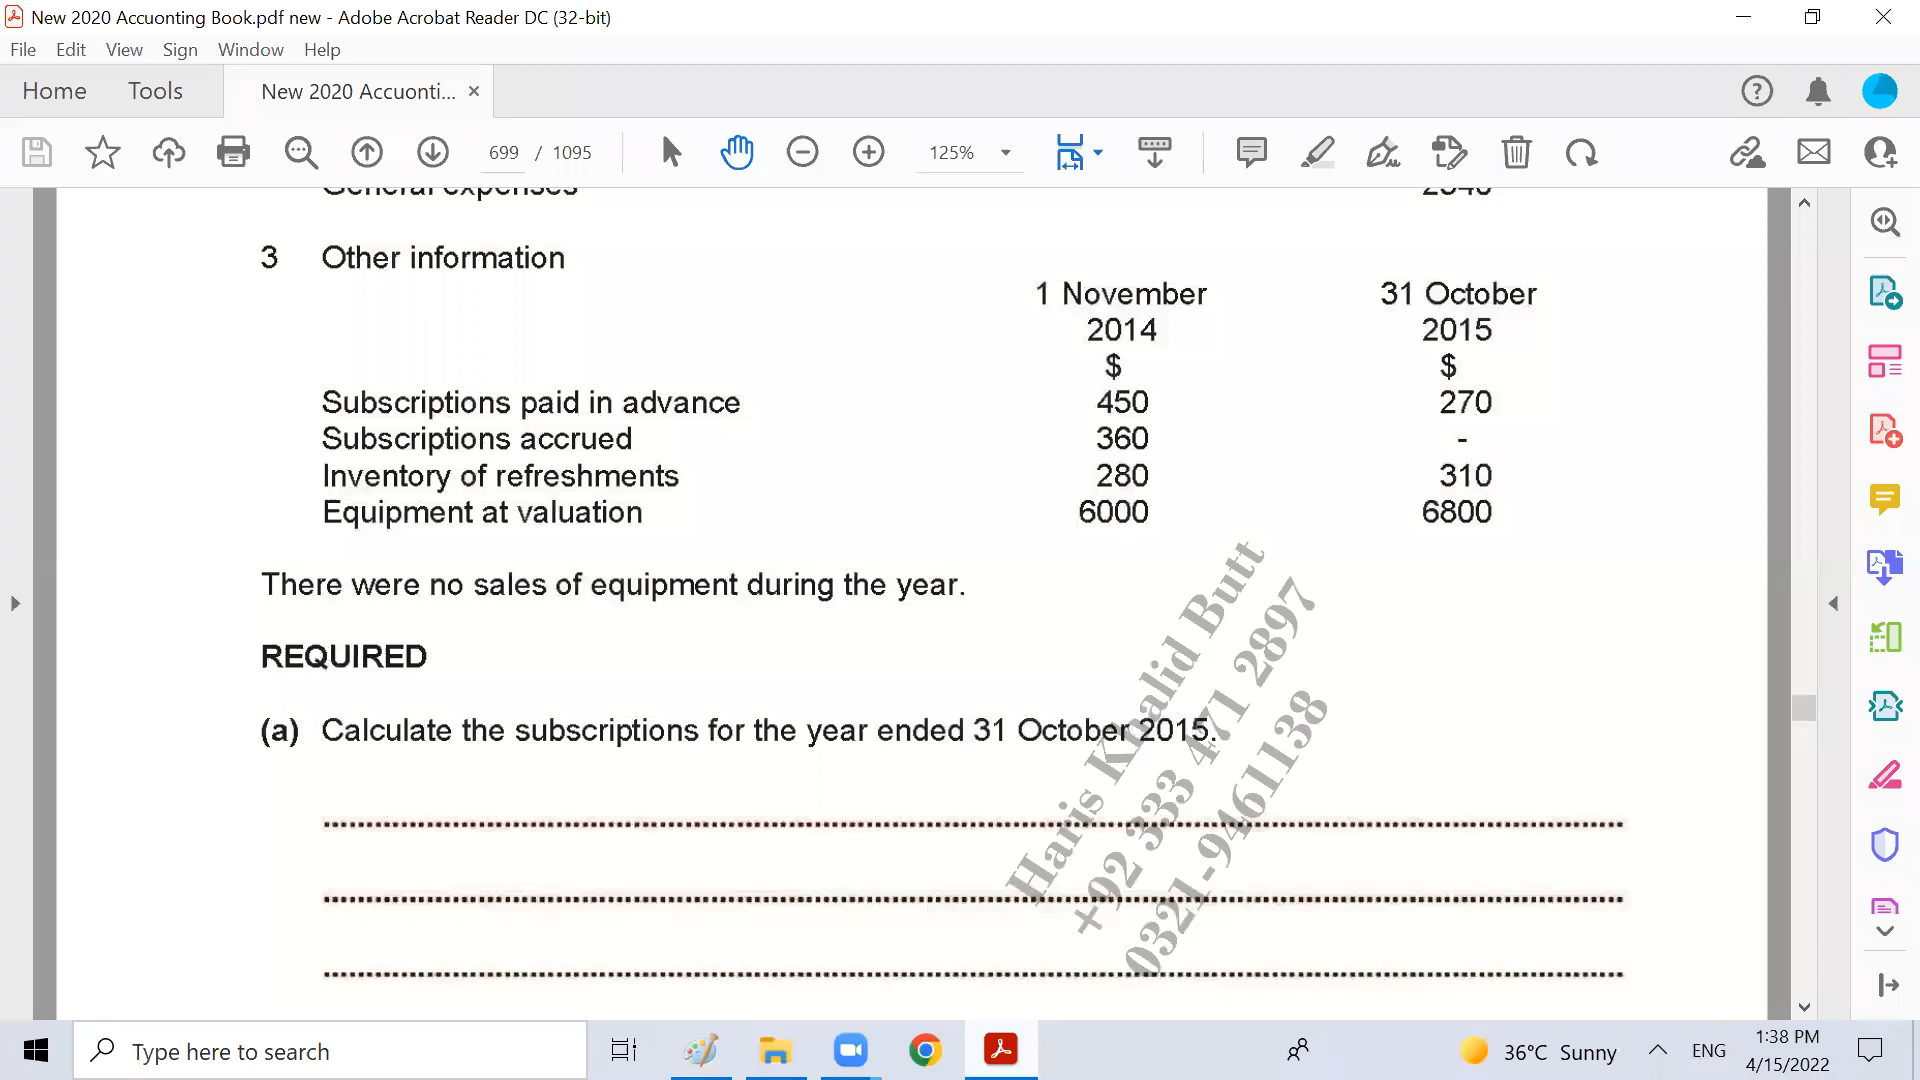 New 2020 Accuonting Book.pdf new - Adobe Acrobat Reader DC (32-bit)
File Edit View Sign Window Help
Home Tools New 2020 Accuonti... ×
699 / 1095 125%
General expenses
3 Other information
1 November 31 October
2014 2015
$ $
Subscriptions paid in advance 450 270
Subscriptions accrued 360 -
Inventory of refreshments 280 310
Equipment at valuation 6000 6800
There were no sales of equipment during the year.
REQUIRED
(a) Calculate the subscriptions for the year ended 31 October 2015.
Haris Khalid Butt
+92 333 471 2897
0321-9461138
Type here to search
36°C Sunny ENG 1:38 PM
4/15/2022